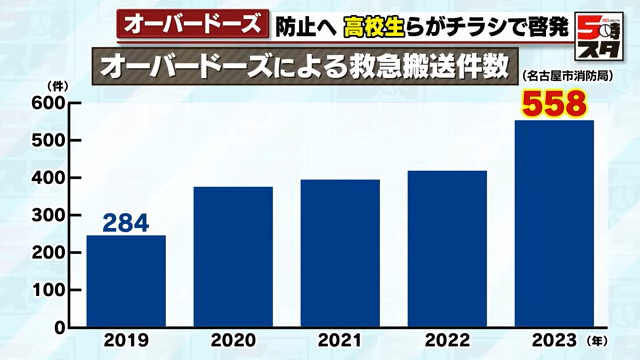 オーバードーズ 防止へ 高校生らがチラシで啓発
5時スタ
オーバードーズによる救急搬送件数
(名古屋市消防局)
(件)
600
500
400
300
200
100
0
284
558
2019 2020 2021 2022 2023 (年)